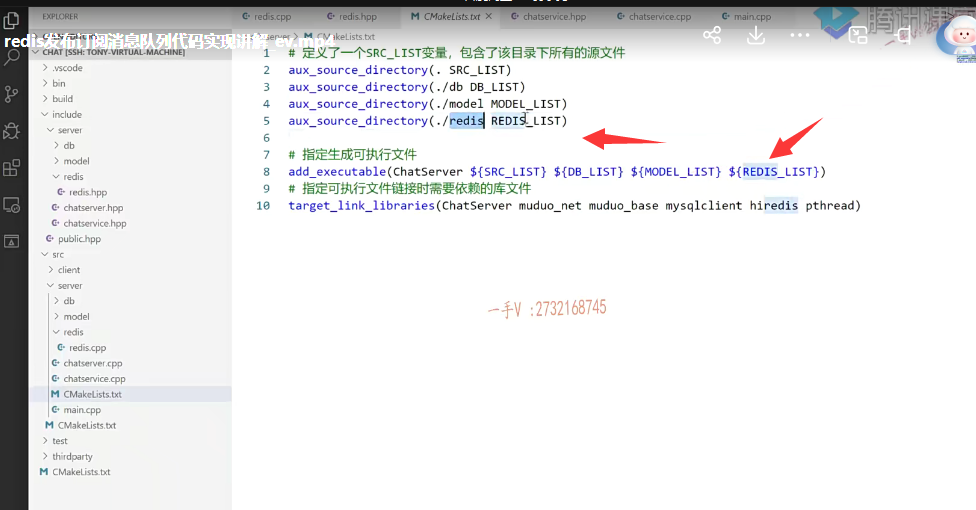 redis发布订阅消息队列代码实现讲解_ev.mp4
EXPLORER
CHAT [SSH: TONY-VIRTUAL-MACHINE]
.vscode
bin
build
include
server
db
model
redis
redis.hpp
chatserver.hpp
chatservice.hpp
public.hpp
src
client
server
db
model
redis
redis.cpp
chatserver.cpp
chatservice.cpp
CMakeLists.txt
main.cpp
CMakeLists.txt
test
thirdparty
CMakeLists.txt
redis.cpp redis.hpp CMakeLists.txt × chatservice.hpp chatservice.cpp main.cpp
CMakeLists.txt
腾讯课堂
1 # 定义了一个SRC_LIST变量，包含了该目录下所有的源文件
2 aux_source_directory(. SRC_LIST)
3 aux_source_directory(./db DB_LIST)
4 aux_source_directory(./model MODEL_LIST)
5 aux_source_directory(./redis REDIS_LIST)
6
7 # 指定生成可执行文件
8 add_executable(ChatServer ${SRC_LIST} ${DB_LIST} ${MODEL_LIST} ${REDIS_LIST})
9 # 指定可执行文件链接时需要依赖的库文件
10 target_link_libraries(ChatServer muduo_net muduo_base mysqlclient hiredis pthread)
一手V :2732168745